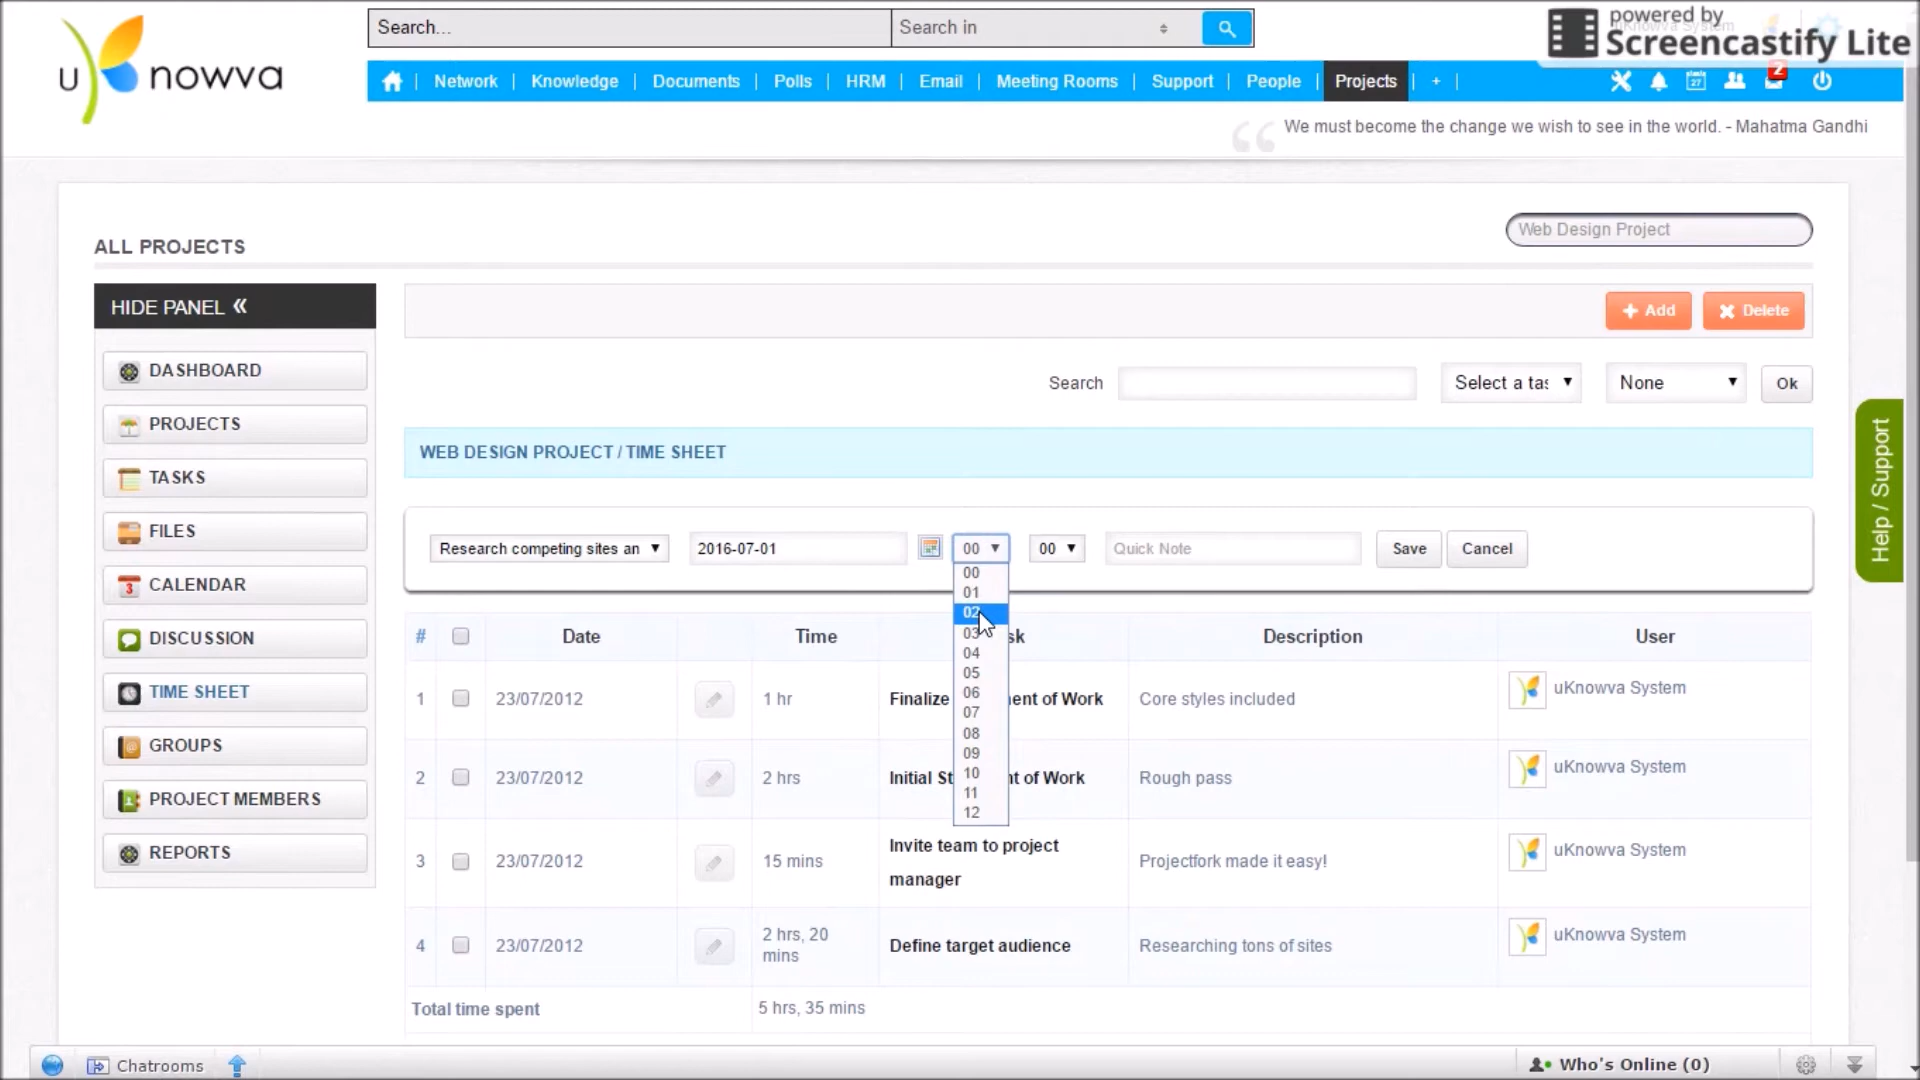 Search...
Search in
powered by
Screencastify Lite
u nowva
Network
Knowledge
Documents
Polls
HRM
Email
Meeting Rooms
Support
People
Projects
+
27
2
We must become the change we wish to see in the world. - Mahatma Gandhi
ALL PROJECTS
Web Design Project
HIDE PANEL «
DASHBOARD
PROJECTS
TASKS
FILES
CALENDAR
DISCUSSION
TIME SHEET
GROUPS
PROJECT MEMBERS
REPORTS
Add
Delete
Search
Select a tas
None
Ok
WEB DESIGN PROJECT / TIME SHEET
Research competing sites an
2016-07-01
00
00
Quick Note
Save
Cancel
00
01
02
03
04
05
06
07
08
09
10
11
12
# Date Time sk Description User
1 23/07/2012 1 hr Finalize ent of Work Core styles included uKnowva System
2 23/07/2012 2 hrs Initial St nt of Work Rough pass uKnowva System
3 23/07/2012 15 mins Invite team to project
manager Projectfork made it easy! uKnowva System
4 23/07/2012 2 hrs, 20
mins Define target audience Researching tons of sites uKnowva System
Total time spent 5 hrs, 35 mins
Help / Support
Chatrooms
Who's Online (0)